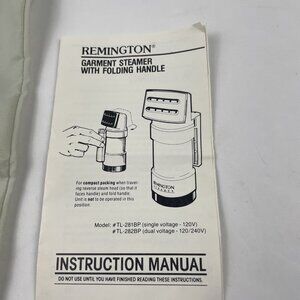 REMINGTON®
GARMENT STEAMER
WITH FOLDING HANDLE
For compact packing when travel-
ing reverse steam head (so that it
faces handle) and fold handle.
Unit is not to be operated in this
position.
Model: #TL-281BP (single voltage - 120V)
#TL-282BP (dual voltage - 120/240V)
INSTRUCTION MANUAL
DO NOT USE UNTIL YOU HAVE FINISHED READING THESE INSTRUCTIONS.